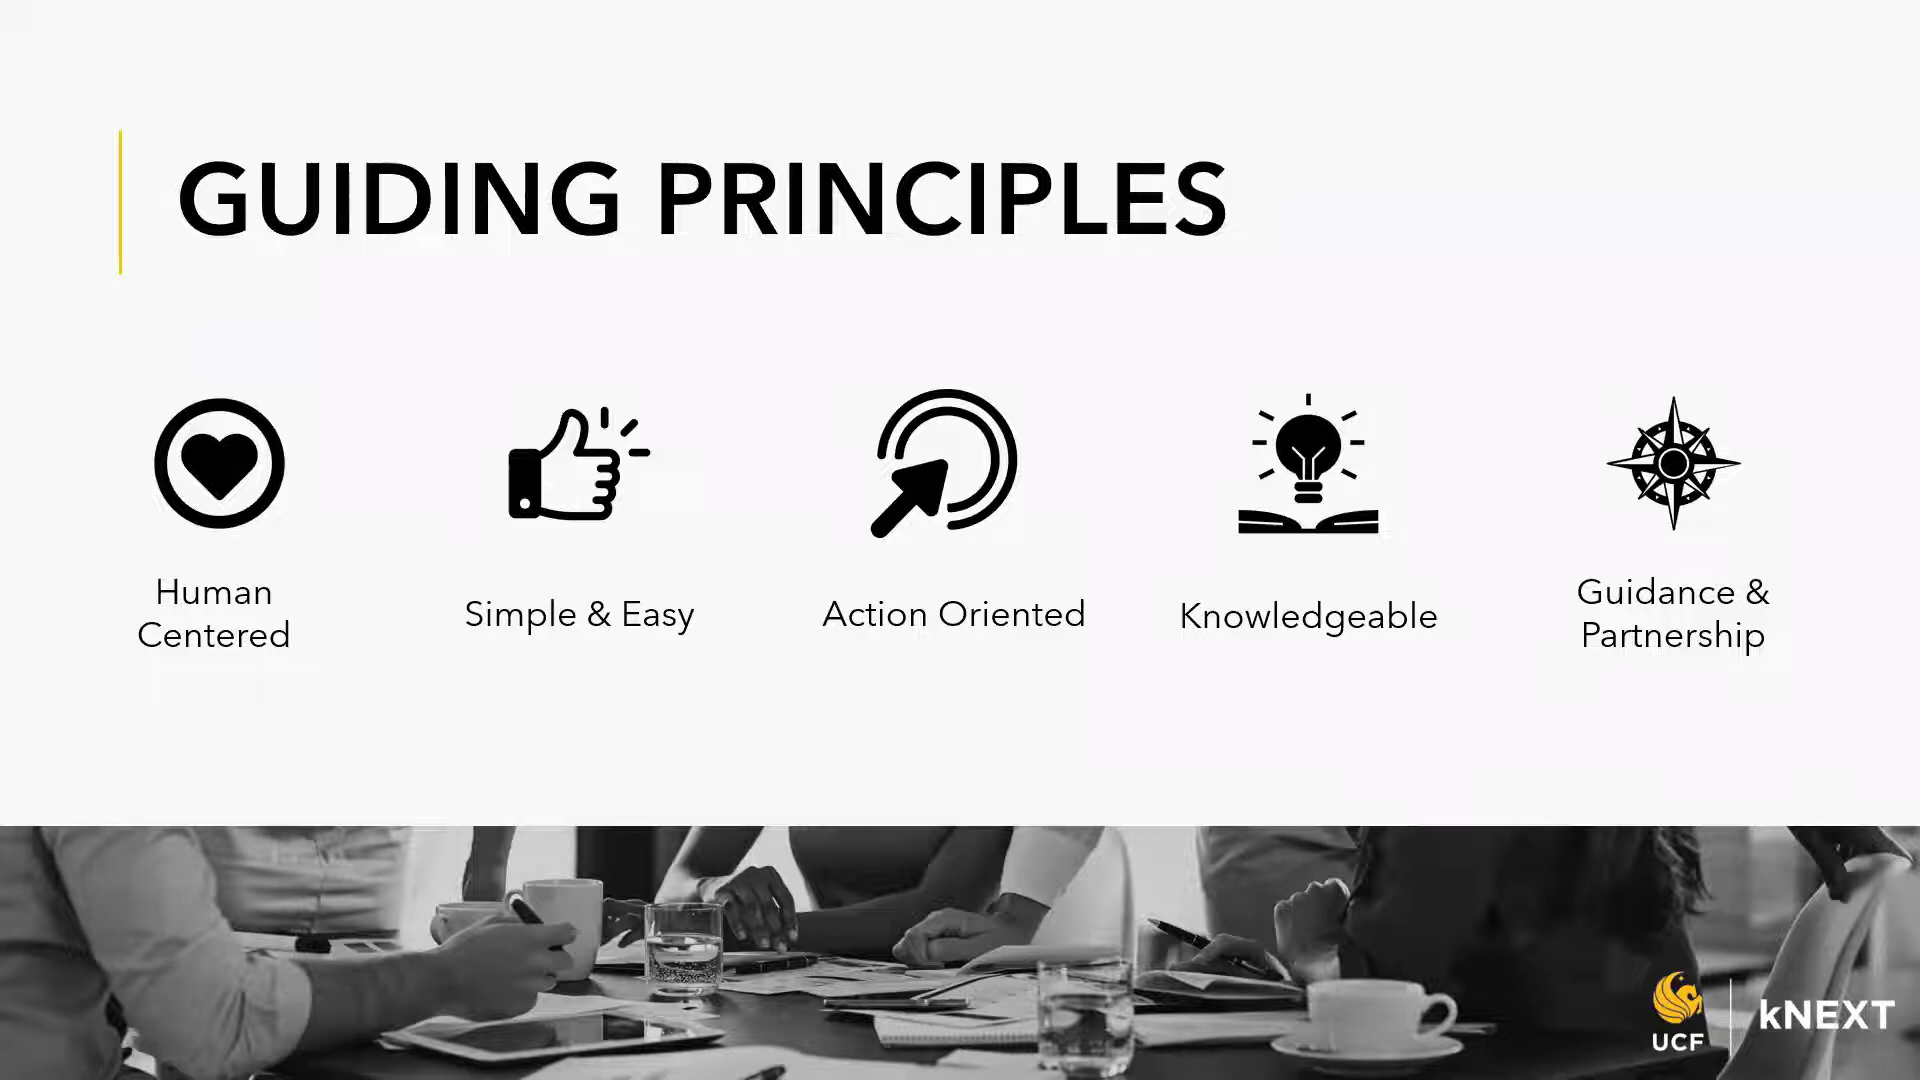 GUIDING PRINCIPLES
Human
Centered
Simple & Easy
Action Oriented
Knowledgeable
Guidance &
Partnership
UCF
kNEXT